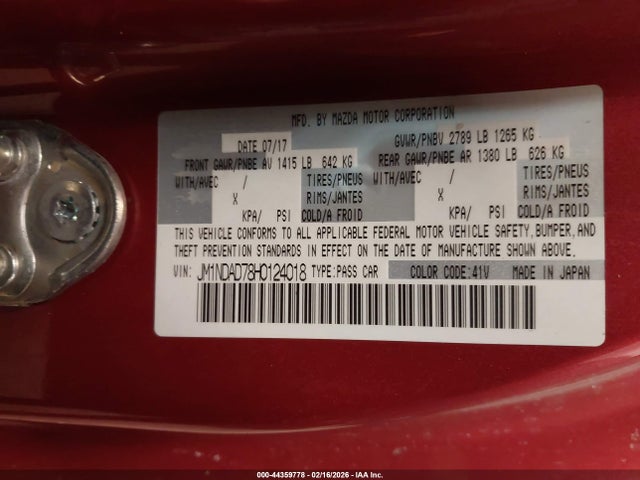 MFD. BY MAZDA MOTOR CORPORATION
DATE 07/17 GVWR/PNBV 2789 LB 1265 KG
FRONT GAWR/PNBE AV 1415 LB 642 KG REAR GAWR/PNBE AR 1380 LB 626 KG
WITH/AVEC / TIRES/PNEUS WITH/AVEC / TIRES/PNEUS
X RIMS/JANTES X RIMS/JANTES
KPA/ PSI COLD/A FROID KPA/ PSI COLD/A FROID
THIS VEHICLE CONFORMS TO ALL APPLICABLE FEDERAL MOTOR VEHICLE SAFETY, BUMPER, AND
THEFT PREVENTION STANDARDS IN EFFECT ON THE DATE OF MANUFACTURE SHOWN ABOVE.
VIN: JM1NDAD78H0124018 TYPE:PASS CAR COLOR CODE:41V MADE IN JAPAN
000-44359778 - 02/16/2026 - IAA Inc.